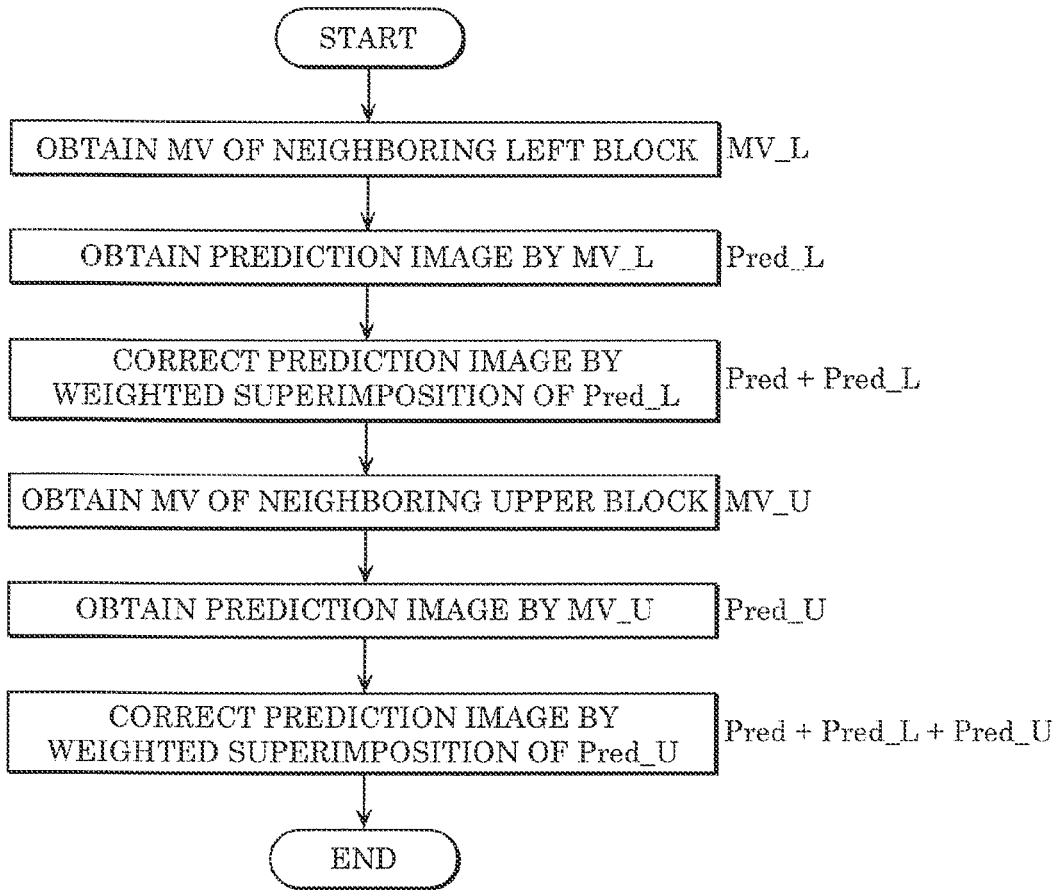 START
OBTAIN MV OF NEIGHBORING LEFT BLOCK
MV_L
OBTAIN PREDICTION IMAGE BY MV_L
Pred_L
CORRECT PREDICTION IMAGE BY
WEIGHTED SUPERIMPOSITION OF Pred_L
Pred + Pred_L
OBTAIN MV OF NEIGHBORING UPPER BLOCK
MV_U
OBTAIN PREDICTION IMAGE BY MV_U
Pred_U
CORRECT PREDICTION IMAGE BY
WEIGHTED SUPERIMPOSITION OF Pred_U
Pred + Pred_L + Pred_U
END